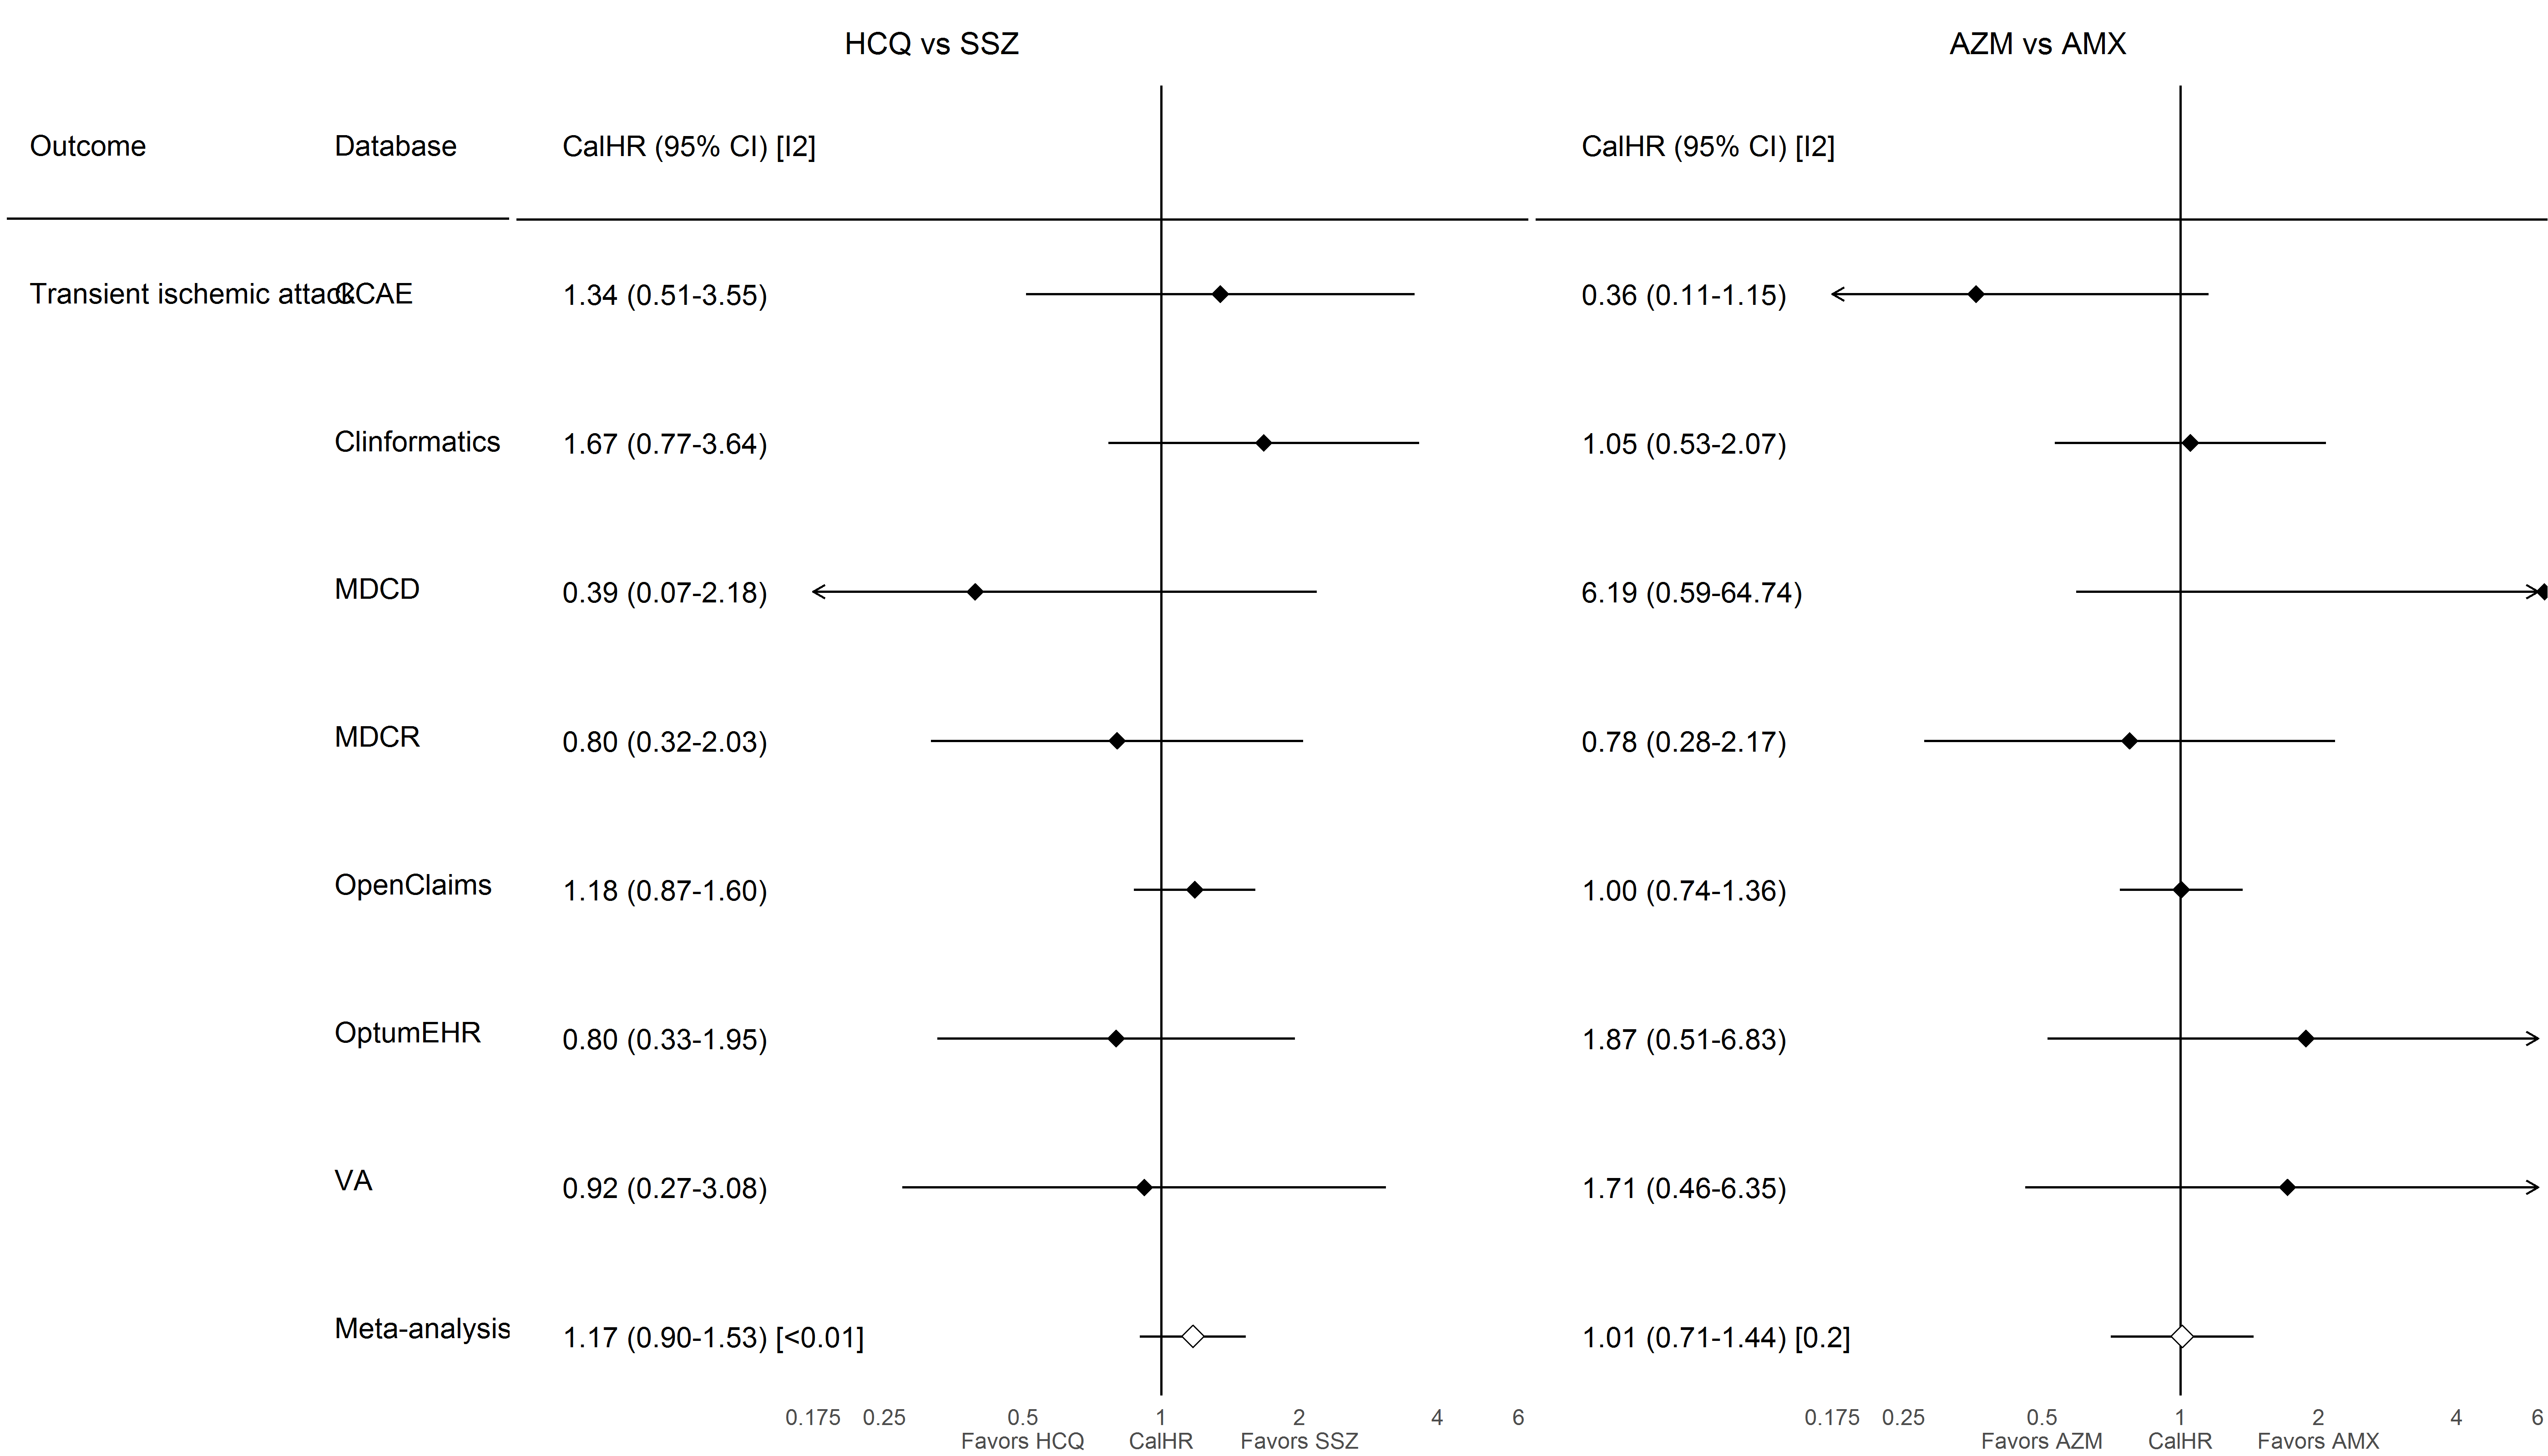 HCQ vs SSZ AZM vs AMX
Outcome Database CalHR (95% CI) [I2] CalHR (95% CI) [I2]
Transient ischemic attack CCAE 1.34 (0.51-3.55) 0.36 (0.11-1.15)
Clinformatics 1.67 (0.77-3.64) 1.05 (0.53-2.07)
MDCD 0.39 (0.07-2.18) 6.19 (0.59-64.74)
MDCR 0.80 (0.32-2.03) 0.78 (0.28-2.17)
OpenClaims 1.18 (0.87-1.60) 1.00 (0.74-1.36)
OptumEHR 0.80 (0.33-1.95) 1.87 (0.51-6.83)
VA 0.92 (0.27-3.08) 1.71 (0.46-6.35)
Meta-analysis 1.17 (0.90-1.53) [<0.01] 1.01 (0.71-1.44) [0.2]
0.175 0.25 0.5 1 2 4 6 0.175 0.25 0.5 1 2 4 6
Favors HCQ CalHR Favors SSZ Favors AZM CalHR Favors AMX